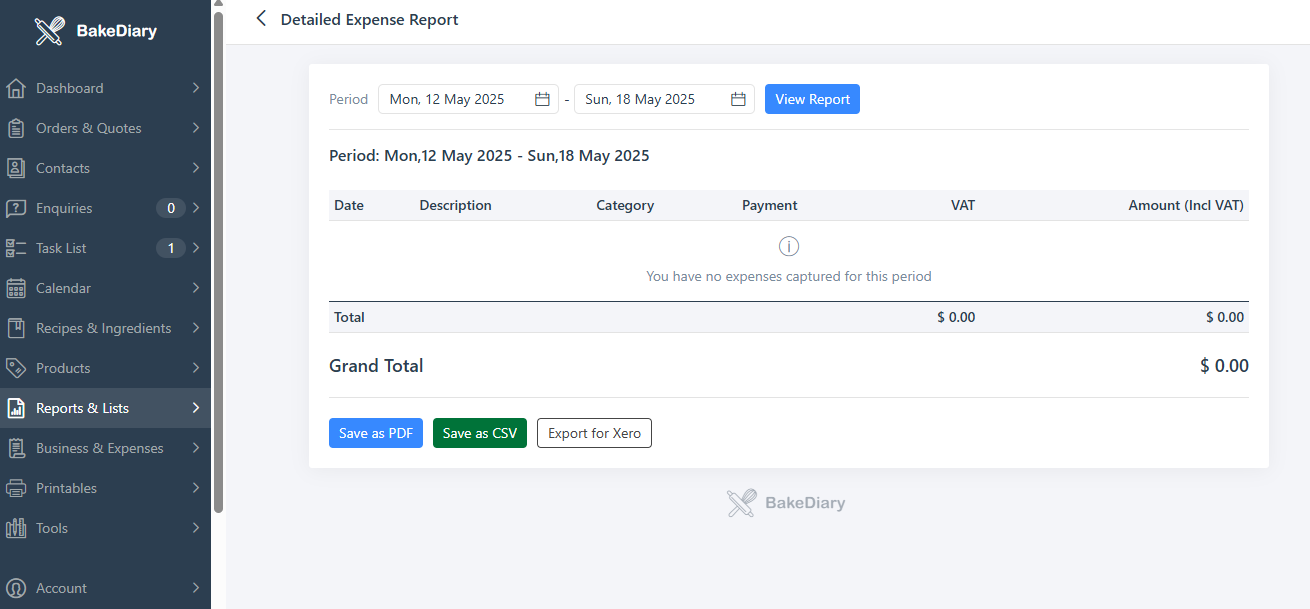 BakeDiary
Detailed Expense Report
Dashboard
Orders & Quotes
Contacts
Enquiries 0
Task List 1
Calendar
Recipes & Ingredients
Products
Reports & Lists
Business & Expenses
Printables
Tools
Account
Period Mon, 12 May 2025 - Sun, 18 May 2025 View Report
Period: Mon,12 May 2025 - Sun,18 May 2025
Date Description Category Payment VAT Amount (Incl VAT)
You have no expenses captured for this period
Total $ 0.00 $ 0.00
Grand Total $ 0.00
Save as PDF Save as CSV Export for Xero
BakeDiary